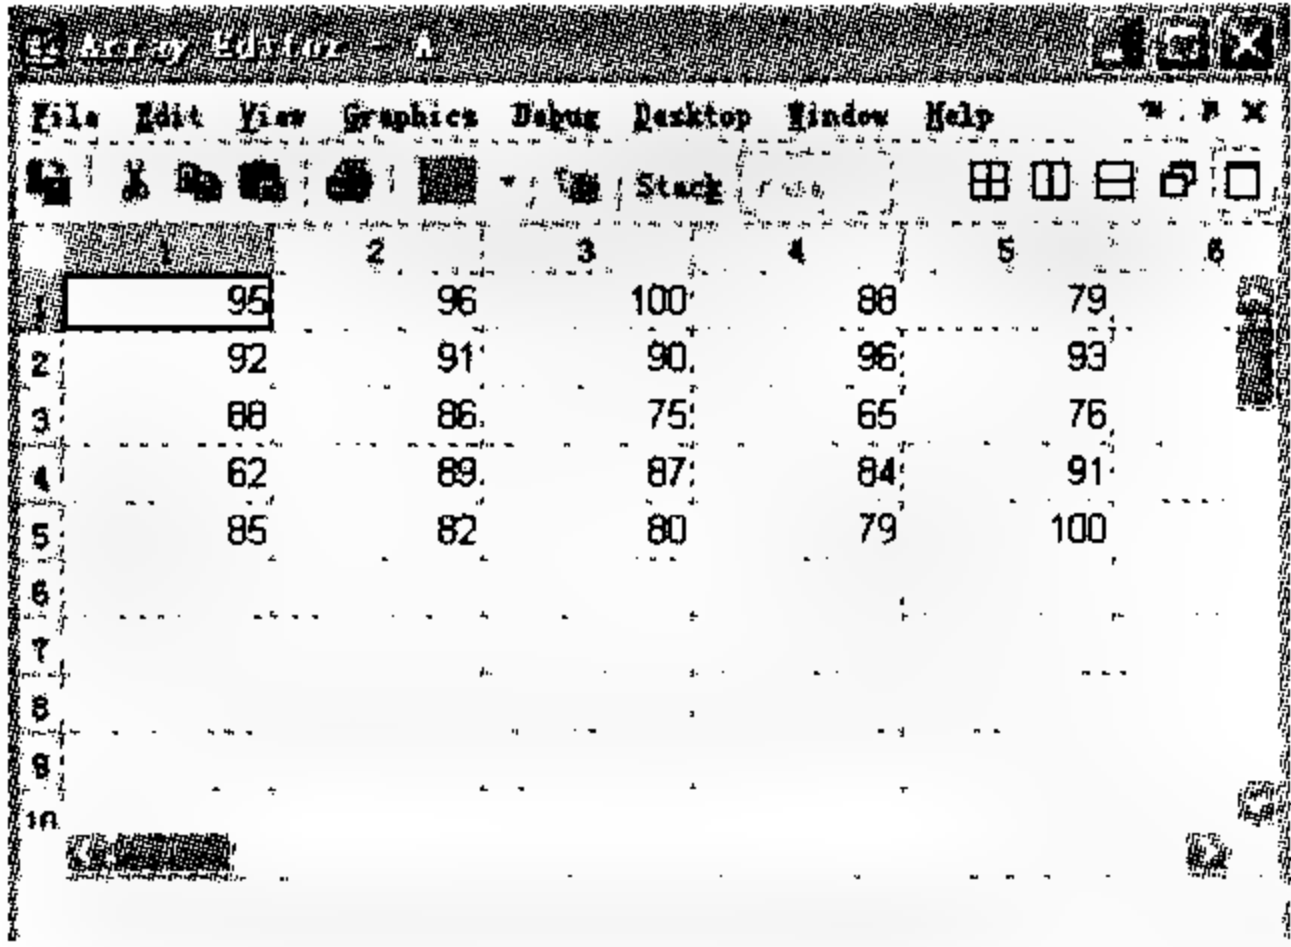 Array Editor - A
File Edit View Graphics Debug Desktop Window Help
Stack
1 2 3 4 5 6
1 95 96 100 88 79
2 92 91 90 96 93
3 88 86 75 65 76
4 62 89 87 84 91
5 85 82 80 79 100
6
7
8
9
10